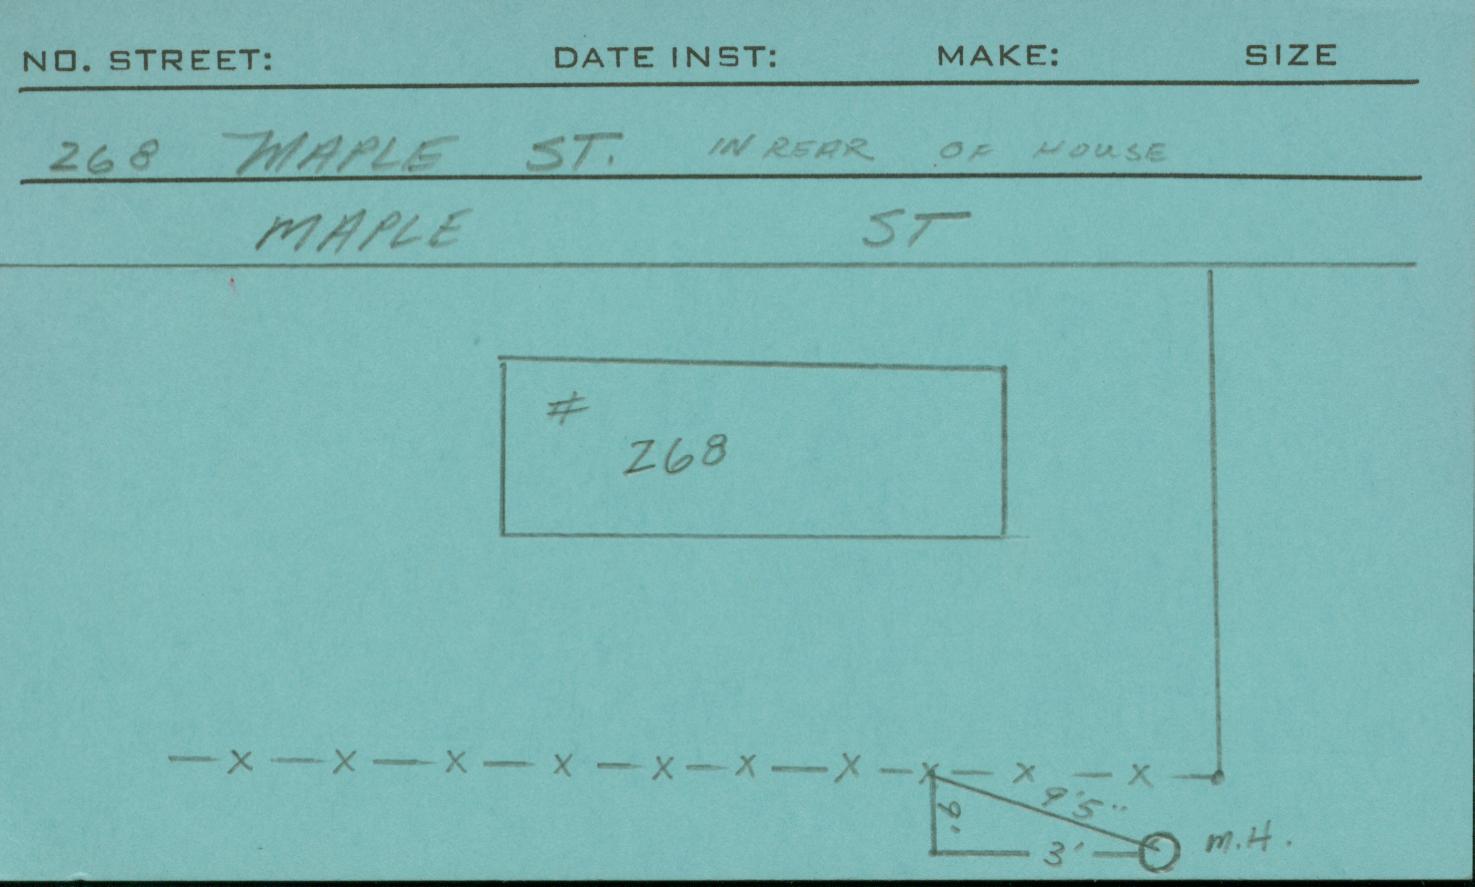 NO. STREET: DATE INST: MAKE: SIZE
268 MAPLE ST. IN REAR OF HOUSE
MAPLE ST
#
268
— X — X — X — X — X — X — X — X — X — X —
9'5"
9'
3'
M.H.